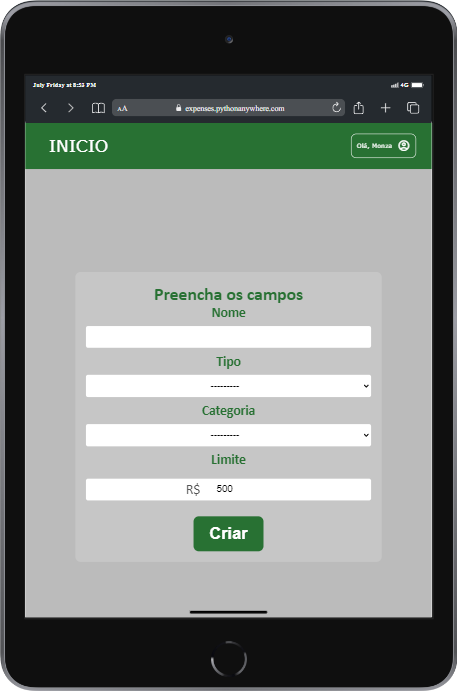 July Friday at 8:53 PM
4G
AA
expenses.pythonanywhere.com
INICIO
Olá, Monza
Preencha os campos
Nome
Tipo
---------
Categoria
---------
Limite
R$ 500
Criar